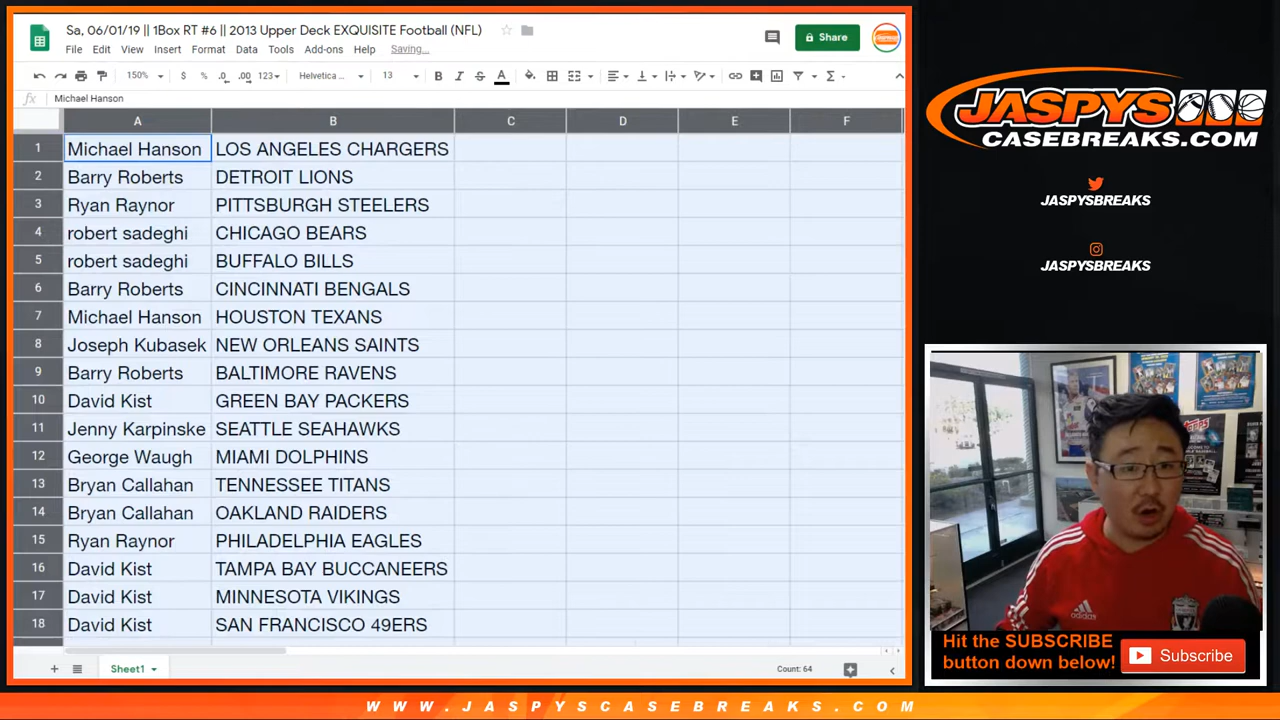 Sa, 06/01/19 || 1Box RT #6 || 2013 Upper Deck EXQUISITE Football (NFL)
File Edit View Insert Format Data Tools Add-ons Help Saving...
Share
150% $ % .0 .00 123 Helvetica ... 13 B I S A
fx Michael Hanson
A B C D E F
1 Michael Hanson LOS ANGELES CHARGERS
2 Barry Roberts DETROIT LIONS
3 Ryan Raynor PITTSBURGH STEELERS
4 robert sadeghi CHICAGO BEARS
5 robert sadeghi BUFFALO BILLS
6 Barry Roberts CINCINNATI BENGALS
7 Michael Hanson HOUSTON TEXANS
8 Joseph Kubasek NEW ORLEANS SAINTS
9 Barry Roberts BALTIMORE RAVENS
10 David Kist GREEN BAY PACKERS
11 Jenny Karpinske SEATTLE SEAHAWKS
12 George Waugh MIAMI DOLPHINS
13 Bryan Callahan TENNESSEE TITANS
14 Bryan Callahan OAKLAND RAIDERS
15 Ryan Raynor PHILADELPHIA EAGLES
16 David Kist TAMPA BAY BUCCANEERS
17 David Kist MINNESOTA VIKINGS
18 David Kist SAN FRANCISCO 49ERS
Sheet1
Count: 64
JASPYS
CASEBREAKS.COM
JASPYSBREAKS
JASPYSBREAKS
TOPPS
adidas
Hit the SUBSCRIBE
button down below!
Subscribe
WWW.JASPYSCASEBREAKS.COM